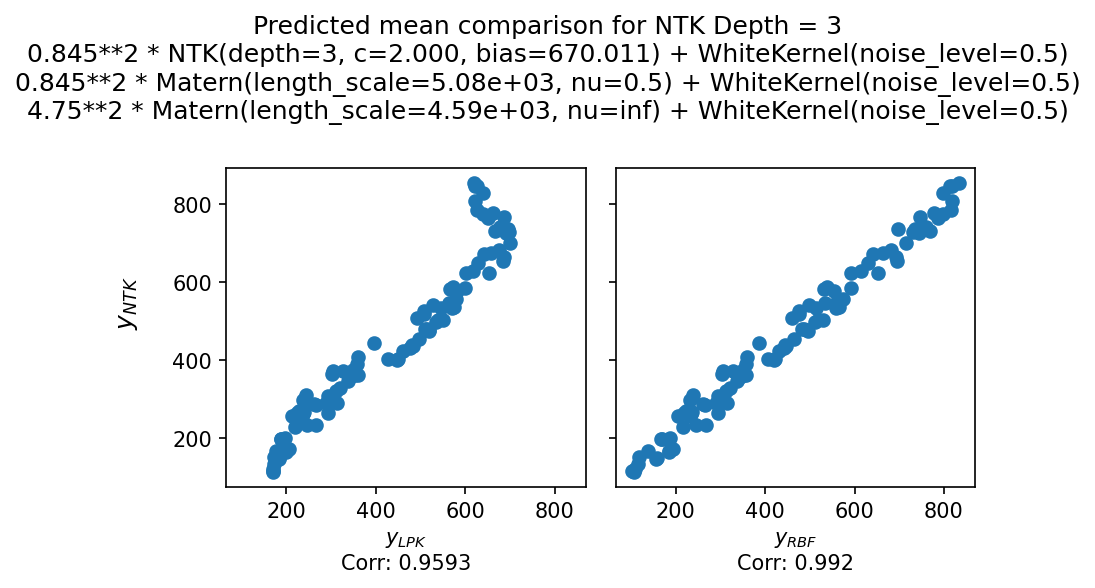 Predicted mean comparison for NTK Depth = 3
0.845**2 * NTK(depth=3, c=2.000, bias=670.011) + WhiteKernel(noise_level=0.5)
0.845**2 * Matern(length_scale=5.08e+03, nu=0.5) + WhiteKernel(noise_level=0.5)
4.75**2 * Matern(length_scale=4.59e+03, nu=inf) + WhiteKernel(noise_level=0.5)
800
600
400
200
y_NTK
200 400 600 800
200 400 600 800
y_LPK
Corr: 0.9593
y_RBF
Corr: 0.992